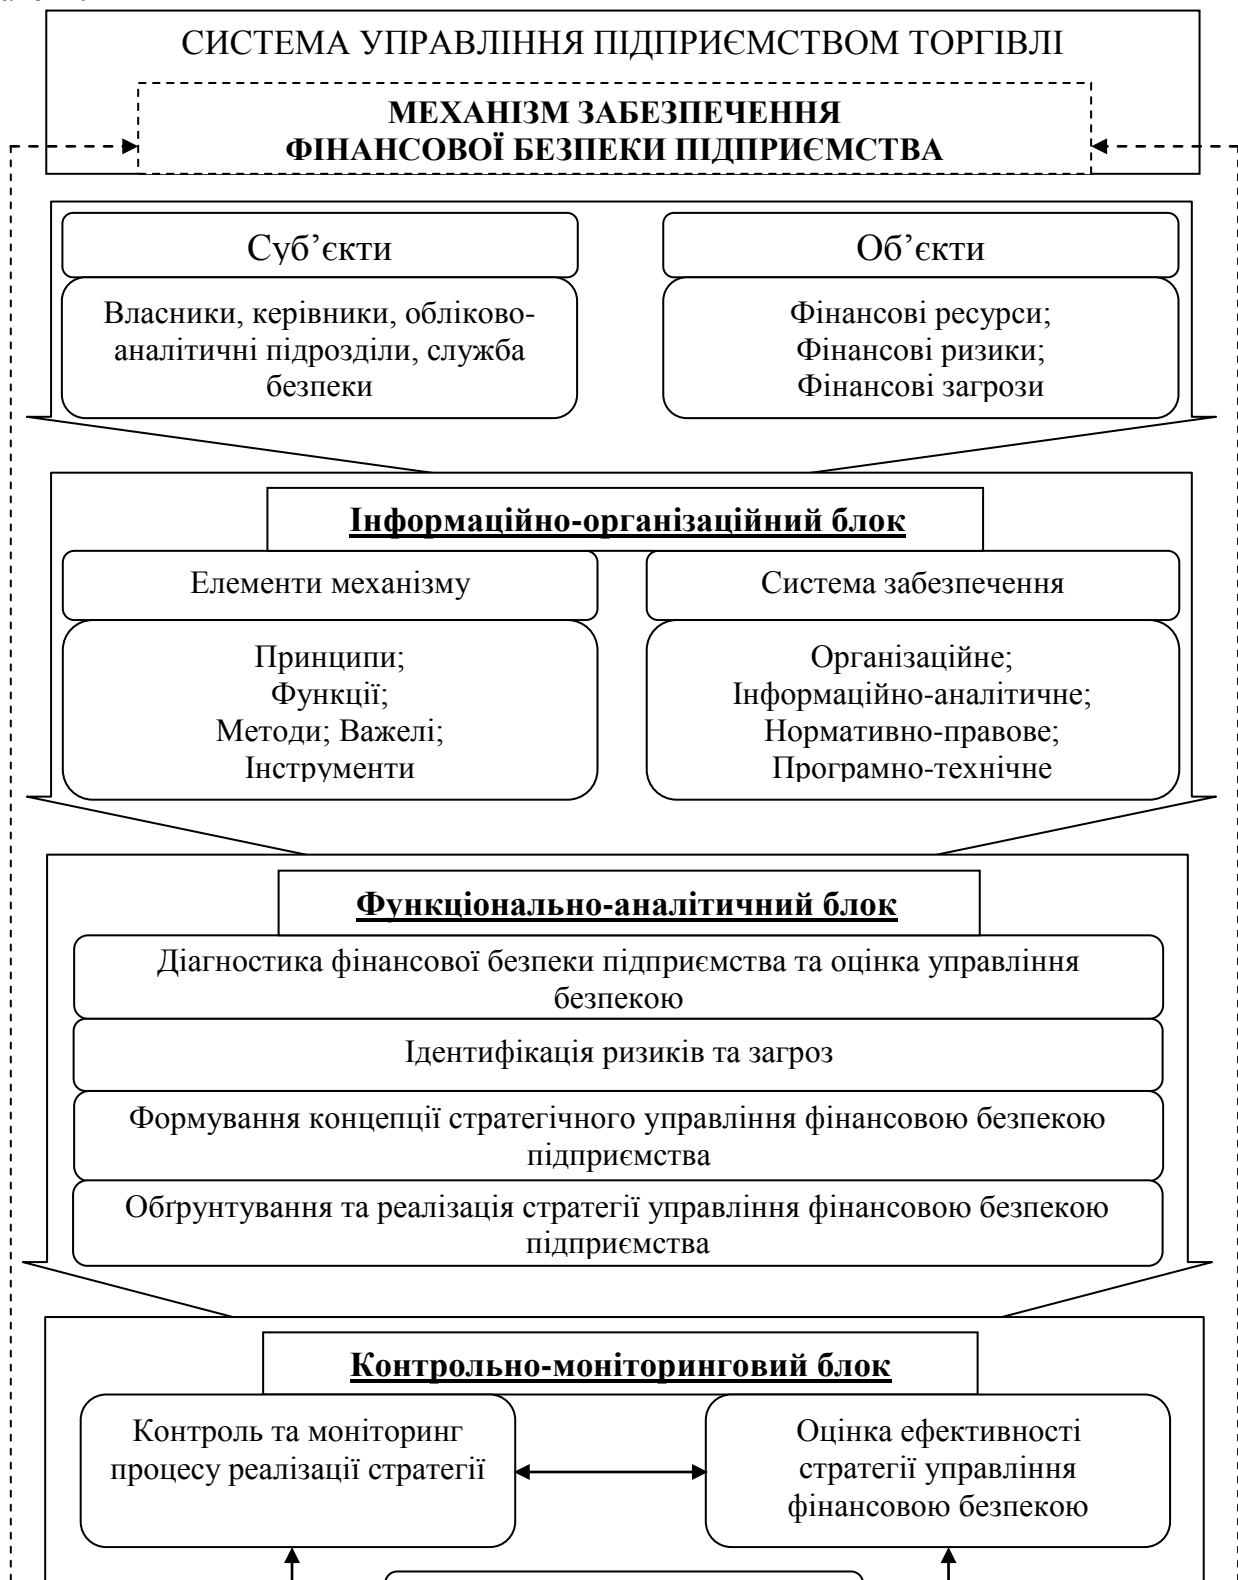 СИСТЕМА УПРАВЛІННЯ ПІДПРИЄМСТВОМ ТОРГІВЛІ
МЕХАНІЗМ ЗАБЕЗПЕЧЕННЯ
ФІНАНСОВОЇ БЕЗПЕКИ ПІДПРИЄМСТВА
Суб’єкти
Власники, керівники, обліково-
аналітичні підрозділи, служба
безпеки
Об’єкти
Фінансові ресурси;
Фінансові ризики;
Фінансові загрози
Інформаційно-організаційний блок
Елементи механізму
Принципи;
Функції;
Методи; Важелі;
Інструменти
Система забезпечення
Організаційне;
Інформаційно-аналітичне;
Нормативно-правове;
Програмно-технічне
Функціонально-аналітичний блок
Діагностика фінансової безпеки підприємства та оцінка управління
безпекою
Ідентифікація ризиків та загроз
Формування концепції стратегічного управління фінансовою безпекою
підприємства
Обґрунтування та реалізація стратегії управління фінансовою безпекою
підприємства
Контрольно-моніторинговий блок
Контроль та моніторинг
процесу реалізації стратегії
Оцінка ефективності
стратегії управління
фінансовою безпекою